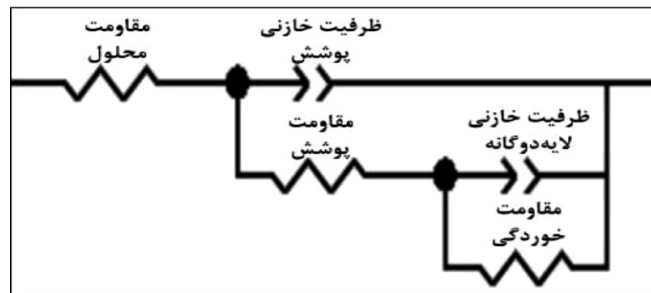 مقاومت
محلول
ظرفیت خازنی
پوشش
مقاومت
پوشش
ظرفیت خازنی
لایه‌دوگانه
مقاومت
خوردگی